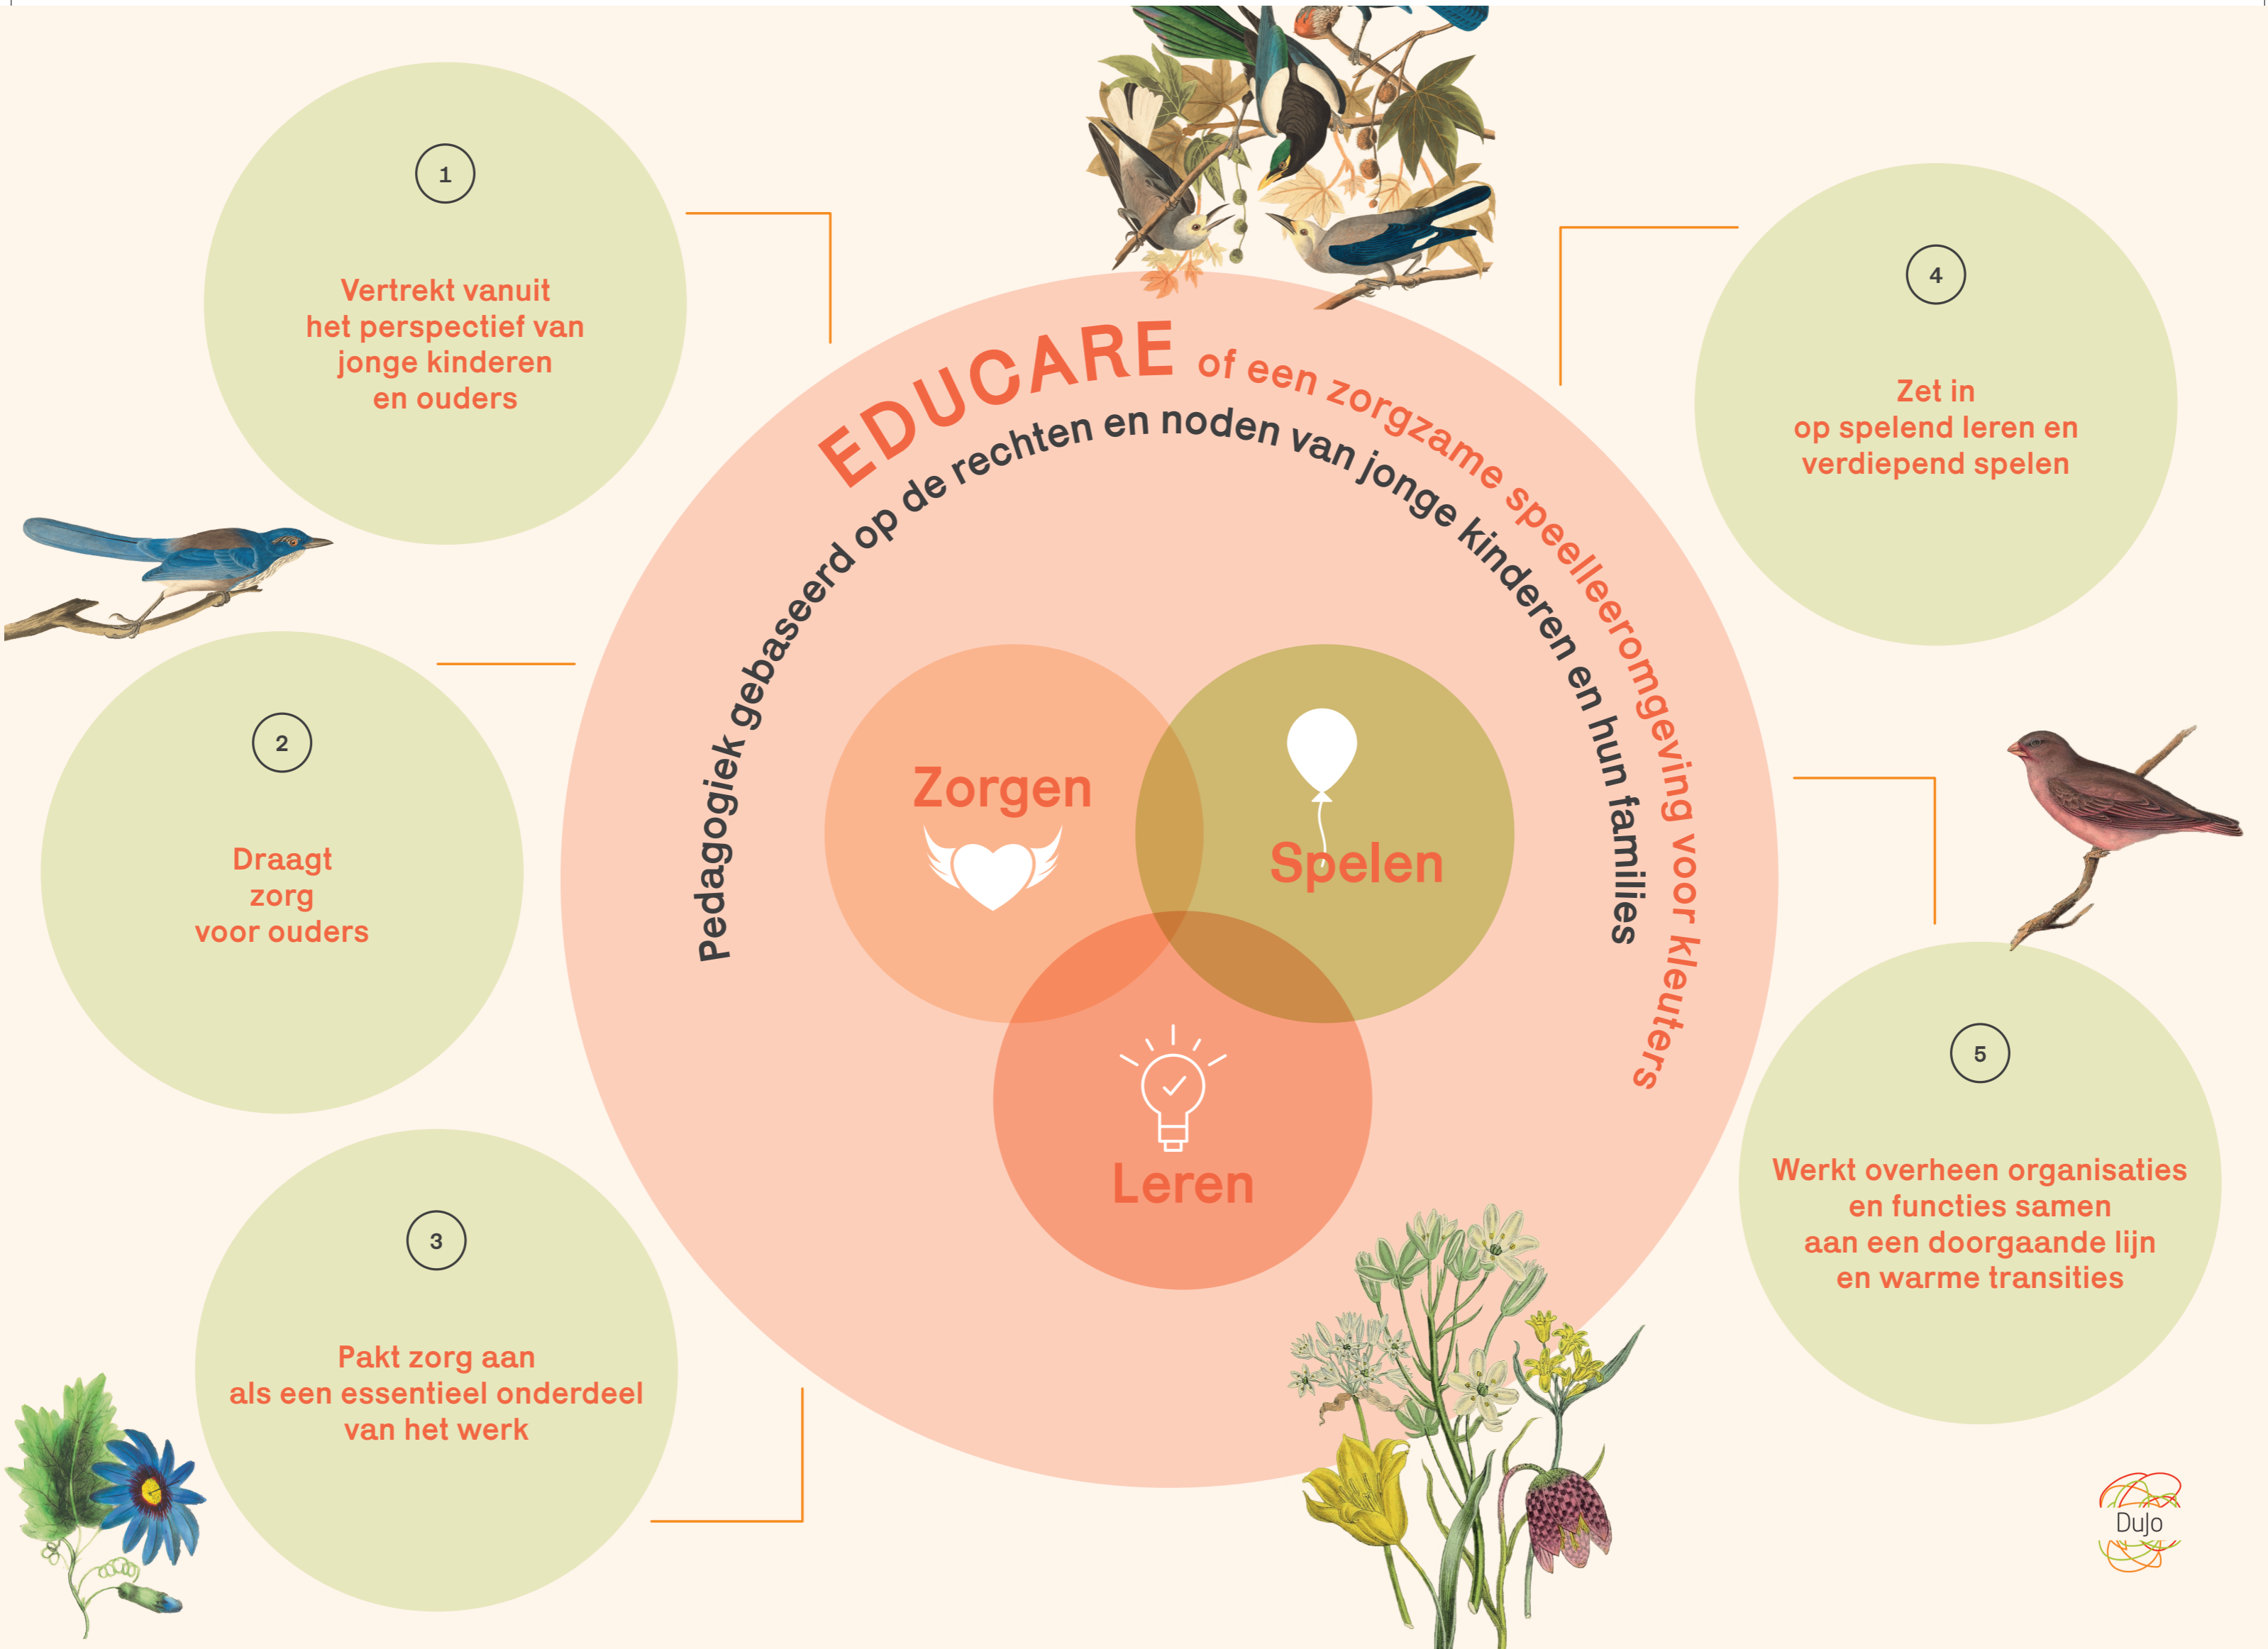 1
Vertrekt vanuit
het perspectief van
jonge kinderen
en ouders
2
Draagt
zorg
voor ouders
3
Pakt zorg aan
als een essentieel onderdeel
van het werk
EDUCARE of een zorgzame speelleeromgeving voor kleuters
Pedagogiek gebaseerd op de rechten en noden van jonge kinderen en hun families
Zorgen
Spelen
Leren
4
Zet in
op spelend leren en
verdiepend spelen
5
Werkt overheen organisaties
en functies samen
aan een doorgaande lijn
en warme transities
DuJo